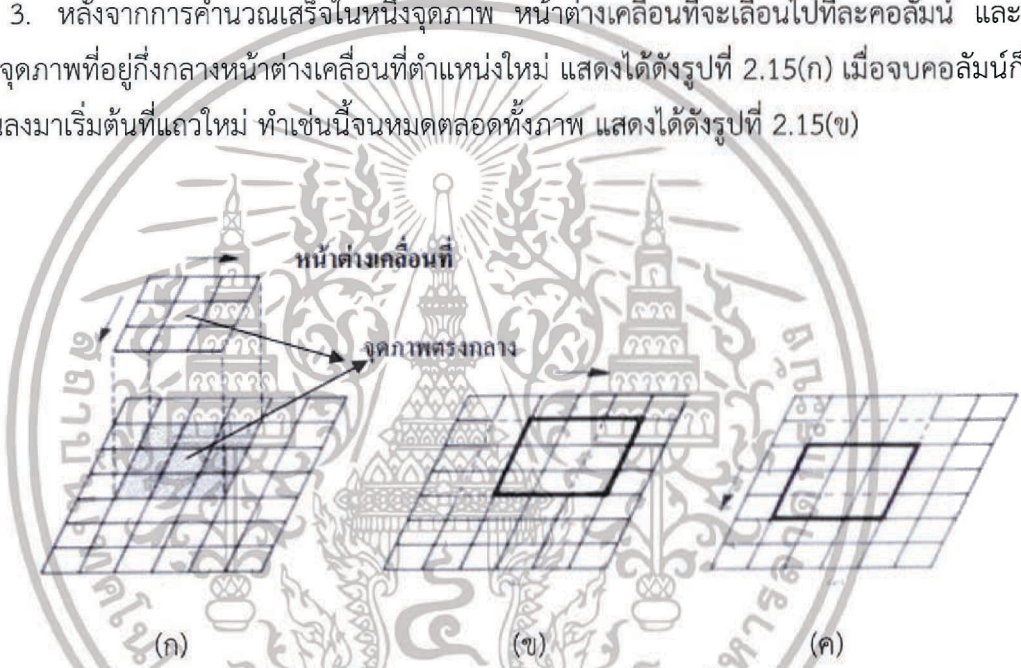 3. หลังจากการคำนวณเสร็จในหนึ่งจุดภาพ หน้าต่างเคลื่อนที่จะเลื่อนไปทีละคอลัมน์ และ
จุดภาพที่อยู่กึ่งกลางหน้าต่างเคลื่อนที่ตำแหน่งใหม่ แสดงได้ดังรูปที่ 2.15(ก) เมื่อจบคอลัมน์ก็
ลงมาเริ่มต้นที่แถวใหม่ ทำเช่นนี้จนหมดตลอดทั้งภาพ แสดงได้ดังรูปที่ 2.15(ข)
หน้าต่างเคลื่อนที่
จุดภาพตรงกลาง
(ก) (ข) (ค)